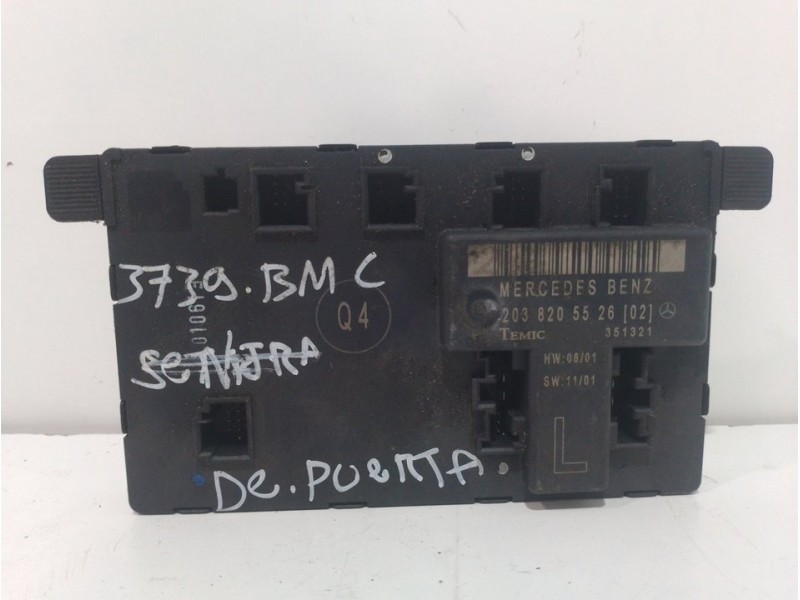 MERCEDES BENZ
203 820 55 26 [02]
TEMIC 351321
HW:08/01
SW:11/01
L
Q4
3739.BMC
De.PUERTA